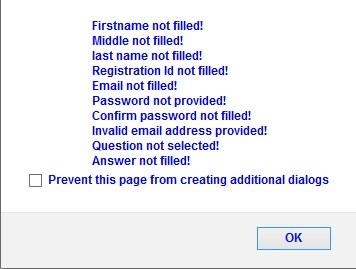 Firstname not filled!
Middle not filled!
last name not filled!
Registration Id not filled!
Email not filled!
Password not provided!
Confirm password not filled!
Invalid email address provided!
Question not selected!
Answer not filled!
Prevent this page from creating additional dialogs
OK